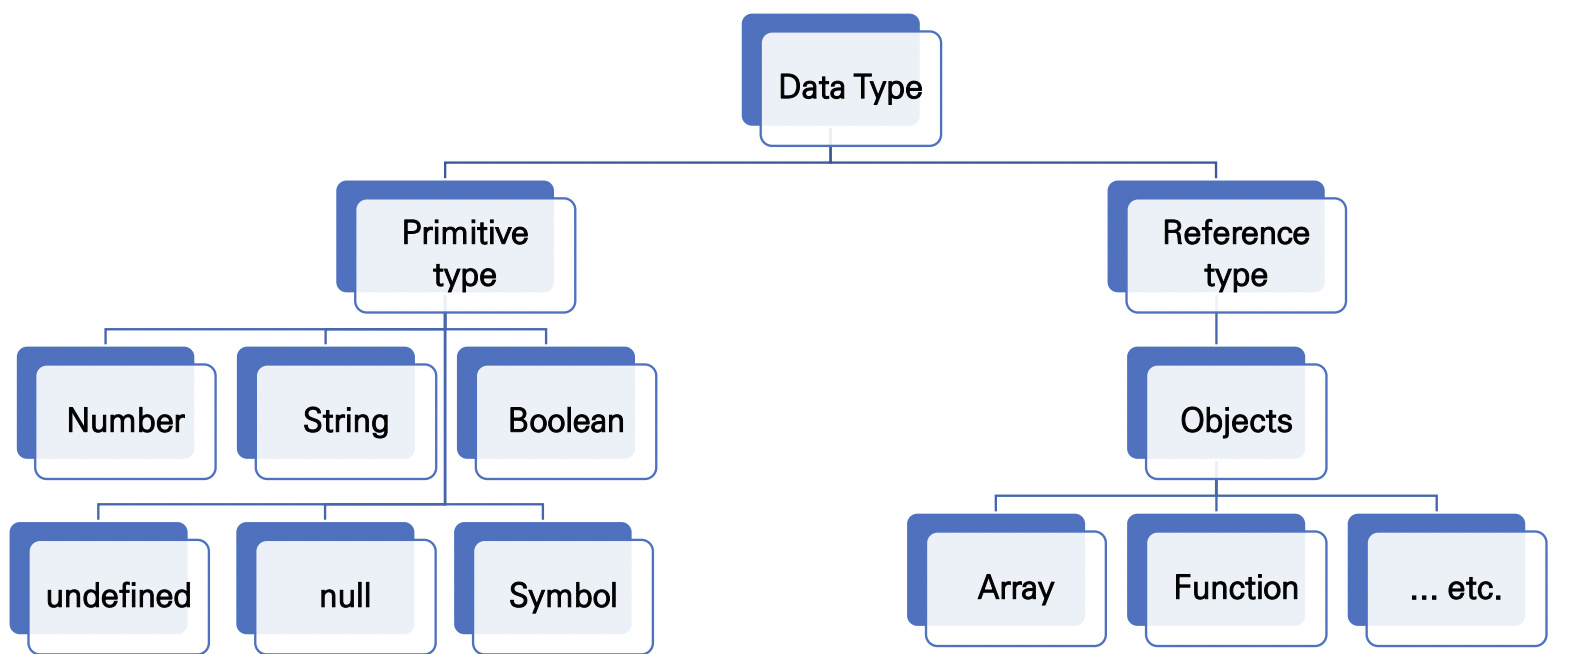 Data Type
Primitive
type
Reference
type
Number
String
Boolean
Objects
undefined
null
Symbol
Array
Function
... etc.